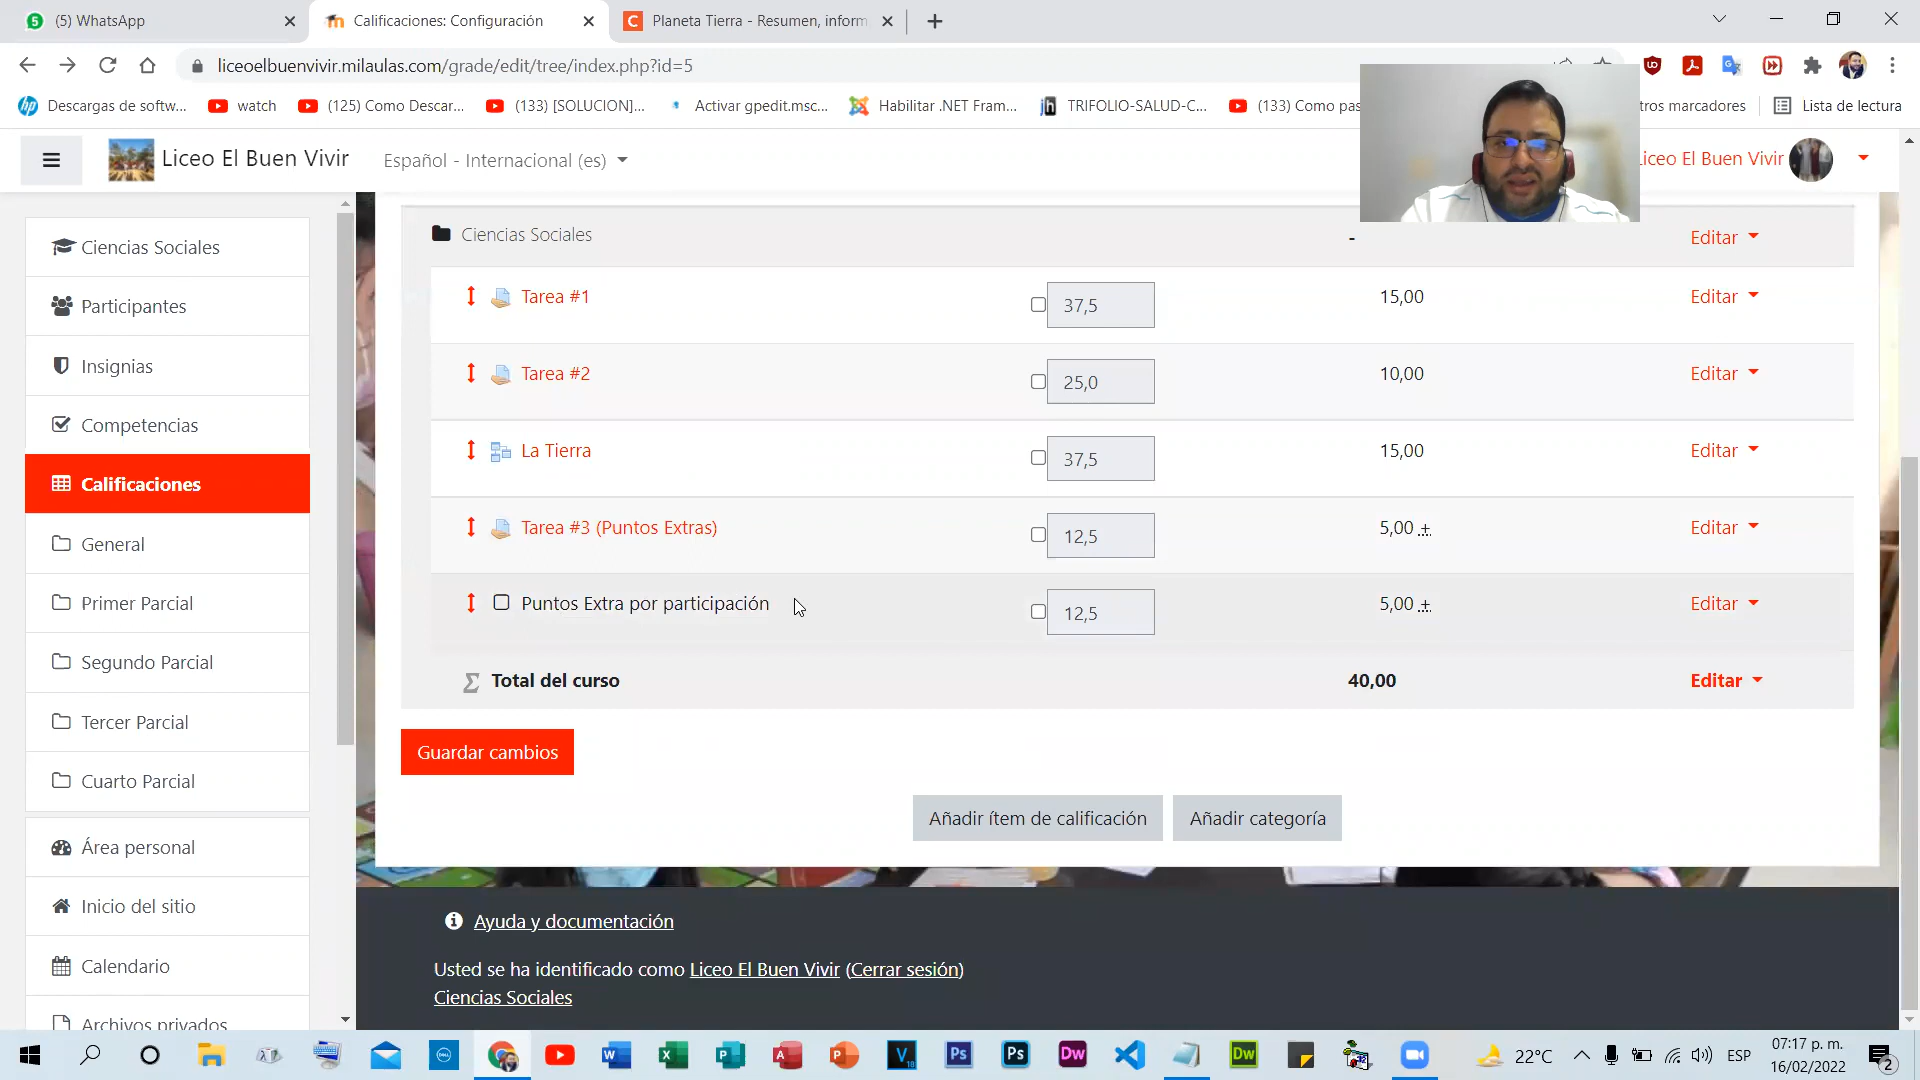 (5) WhatsApp
Calificaciones: Configuración
Planeta Tierra - Resumen, inform
liceoelbuenvivir.milaulas.com/grade/edit/tree/index.php?id=5
Descargas de softw...
watch
(125) Como Descar...
(133) [SOLUCION]...
Activar gpedit.msc...
Habilitar .NET Fram...
TRIFOLIO-SALUD-C...
(133) Como pas
tros marcadores
Lista de lectura
Liceo El Buen Vivir
Español - Internacional (es)
Liceo El Buen Vivir
Ciencias Sociales
Participantes
Insignias
Competencias
Calificaciones
General
Primer Parcial
Segundo Parcial
Tercer Parcial
Cuarto Parcial
Área personal
Inicio del sitio
Calendario
Archivos privados
Ciencias Sociales - Editar
Tarea #1 37,5 15,00 Editar
Tarea #2 25,0 10,00 Editar
La Tierra 37,5 15,00 Editar
Tarea #3 (Puntos Extras) 12,5 5,00 + Editar
Puntos Extra por participación 12,5 5,00 + Editar
Total del curso 40,00 Editar
Guardar cambios
Añadir ítem de calificación
Añadir categoría
Ayuda y documentación
Usted se ha identificado como Liceo El Buen Vivir (Cerrar sesión)
Ciencias Sociales
22°C
ESP
07:17 p. m.
16/02/2022
2